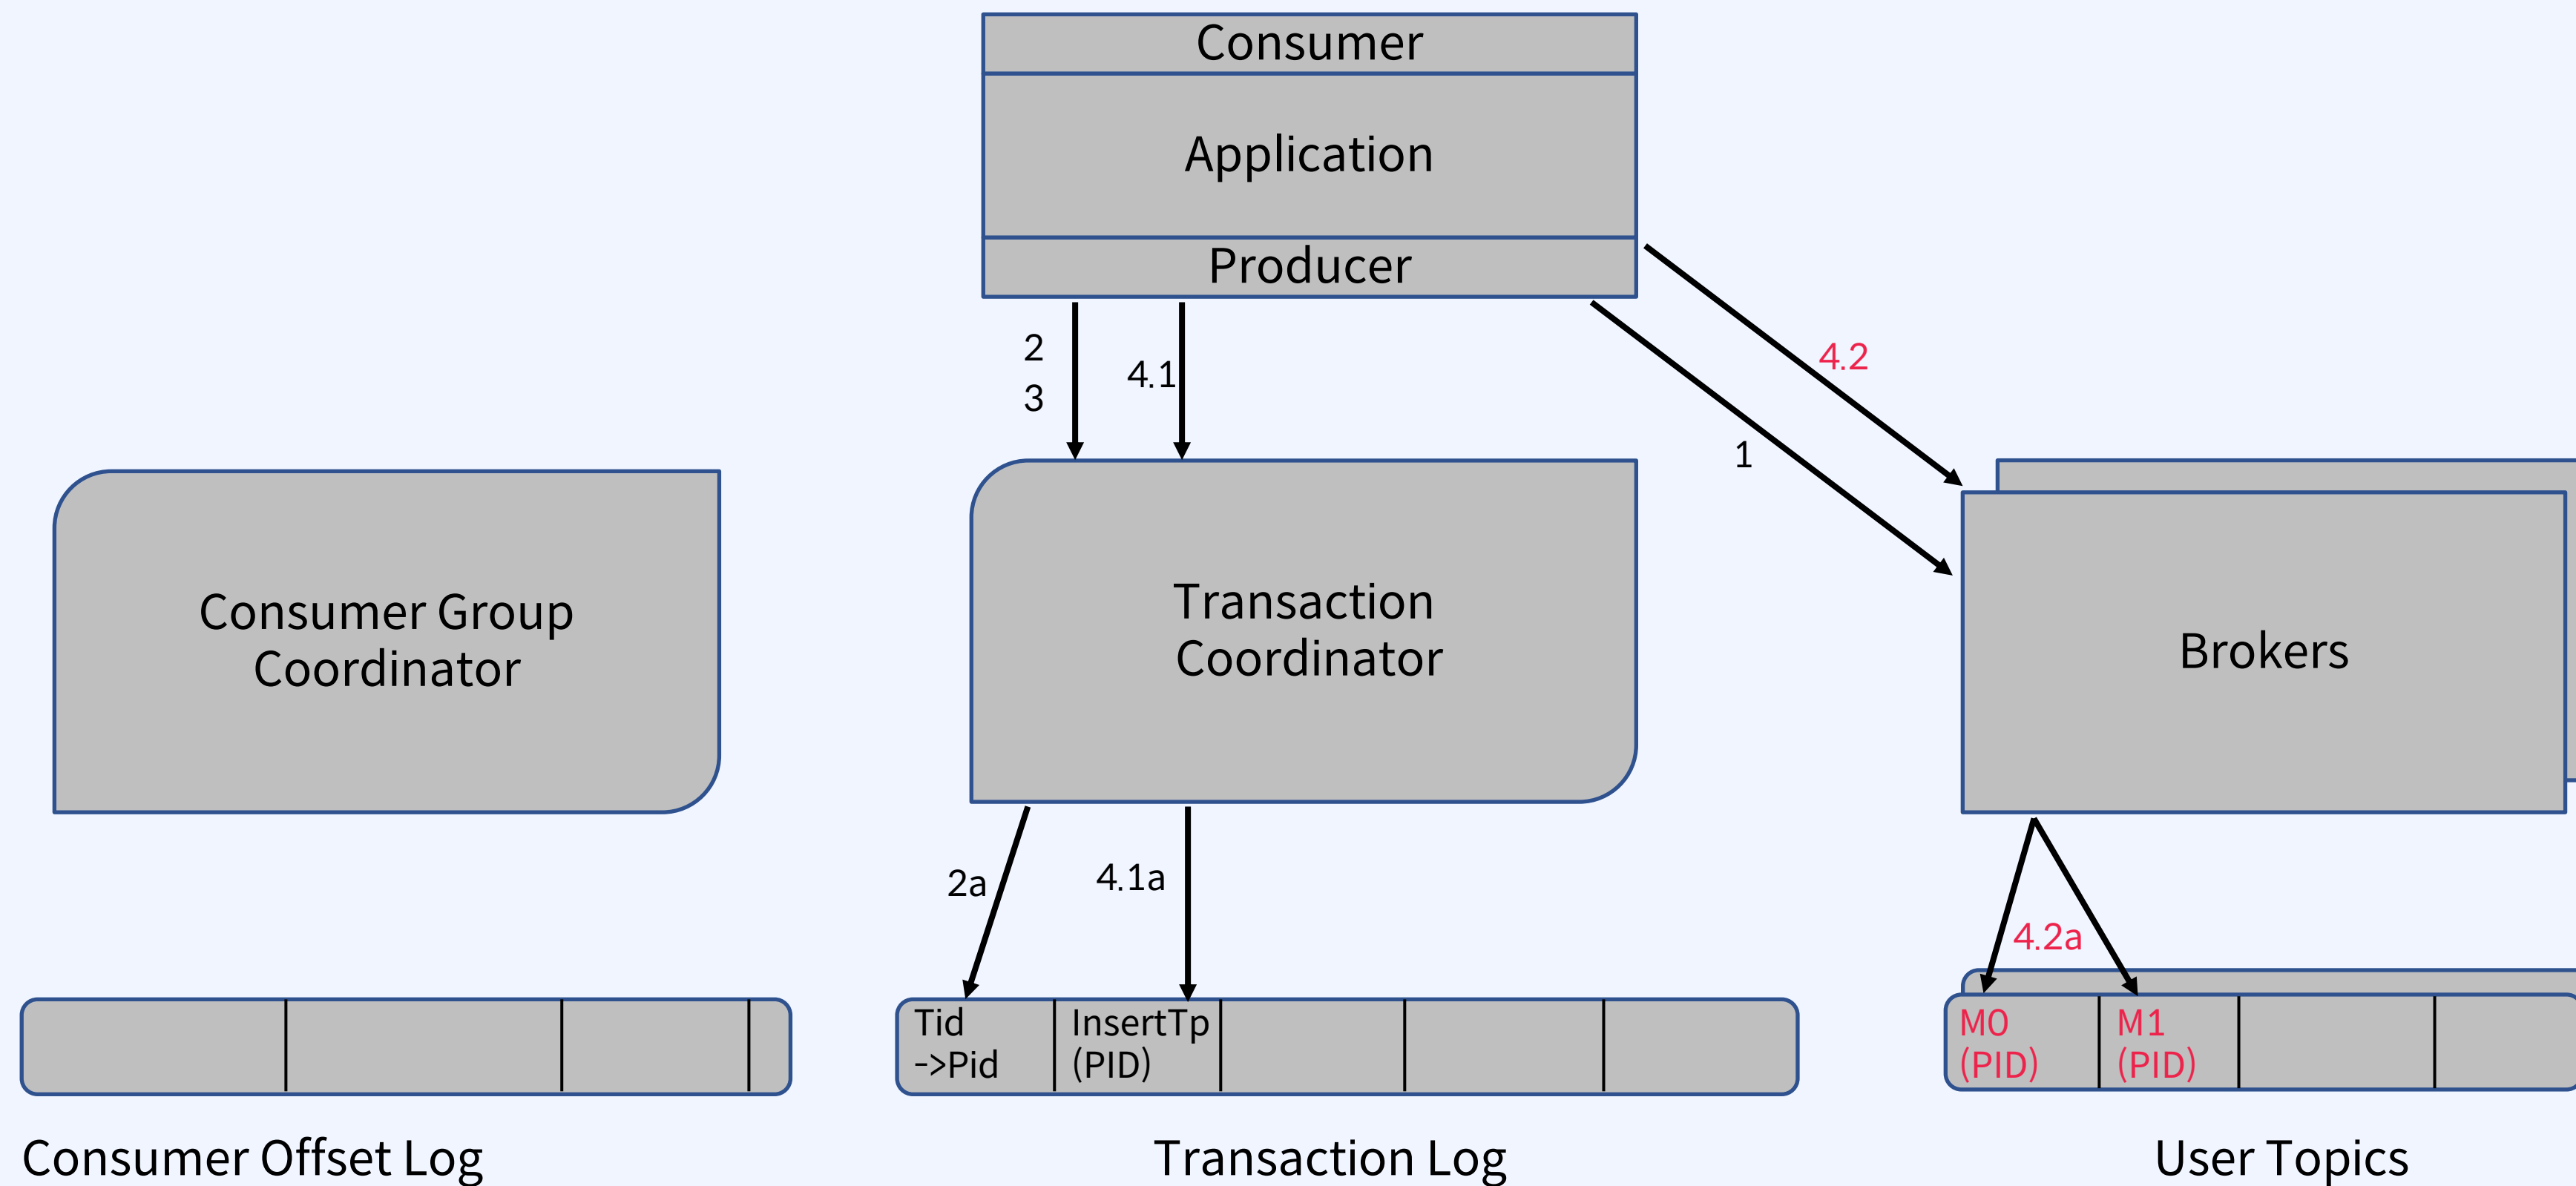 Consumer
Application
Producer
2
3
4.1
4.2
1
Consumer Group
Coordinator
Transaction
Coordinator
Brokers
2a
4.1a
4.2a
Tid
->Pid
InsertTp
(PID)
M0
(PID)
M1
(PID)
Consumer Offset Log
Transaction Log
User Topics